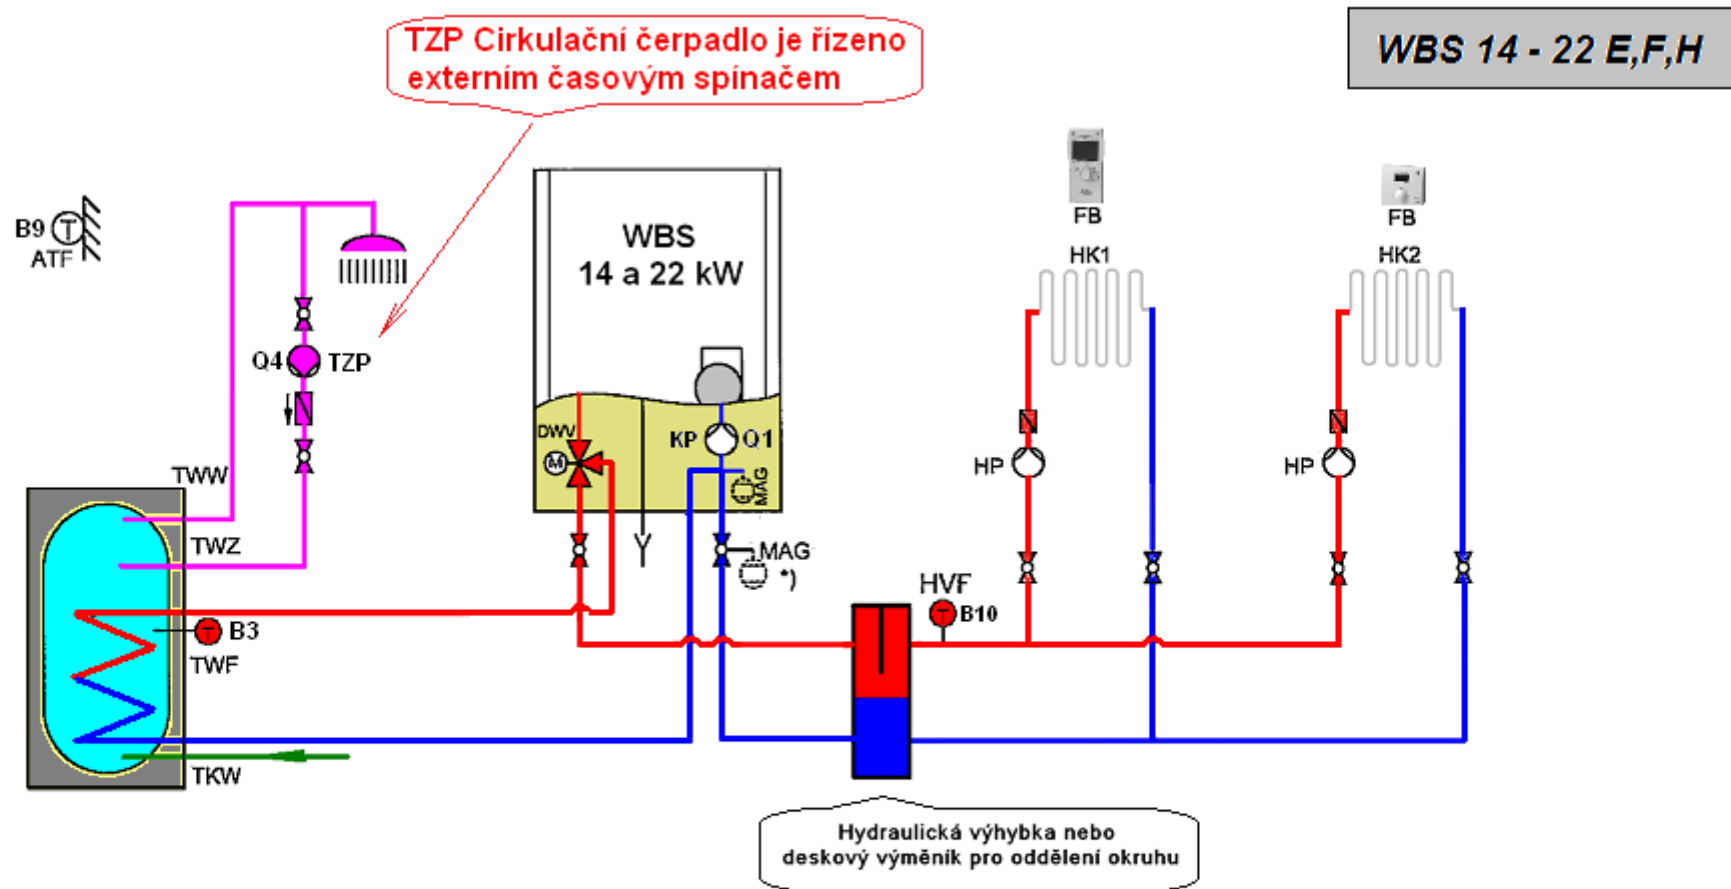 TZP Cirkulační čerpadlo je řízeno
externím časovým spínačem
WBS 14 - 22 E,F,H
B9
T
ATF
WBS
14 a 22 kW
FB
FB
HK1
HK2
Q4
TZP
DWV
M
KP
Q1
MAG
HP
HP
TWW
TWZ
MAG
*)
HVF
T
B10
T
B3
TWF
TKW
Hydraulická výhybka nebo
deskový výměník pro oddělení okruhu